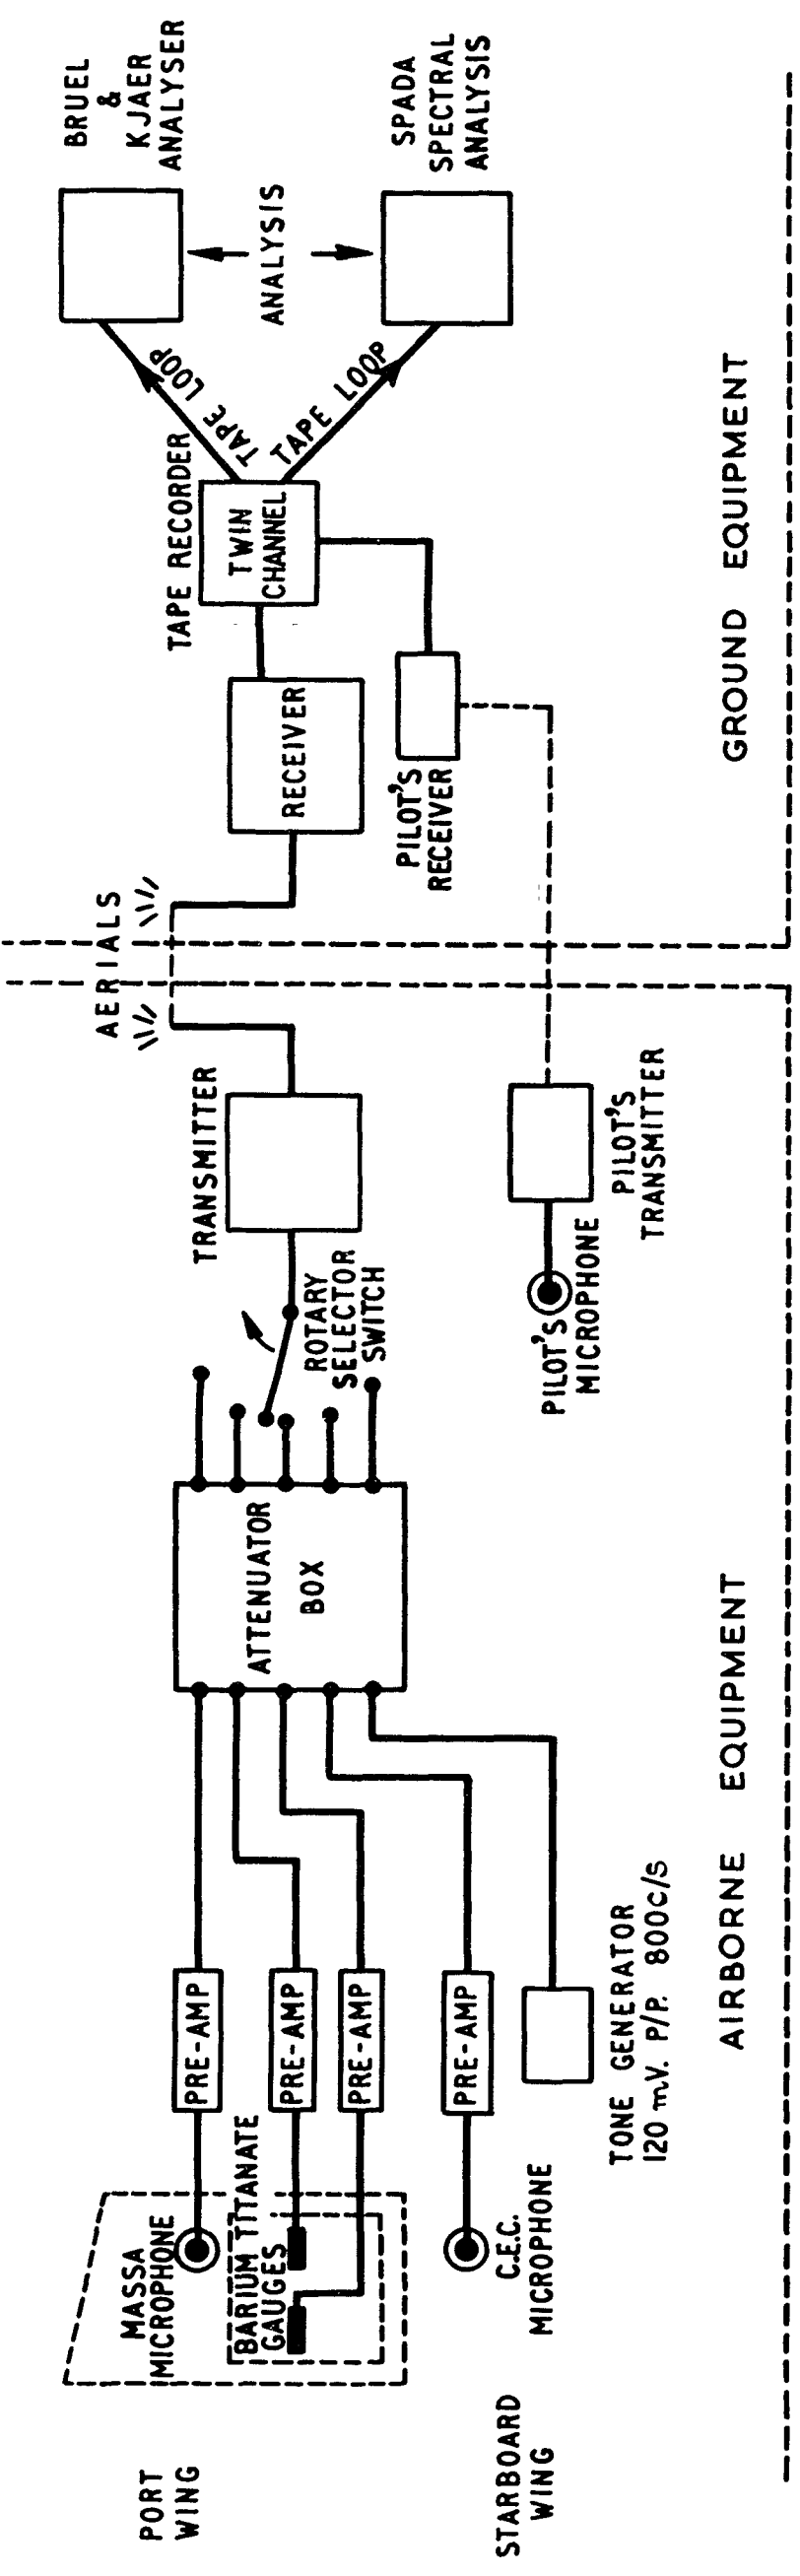 PORT
WING
STARBOARD
WING
MASSA
MICROPHONE
BARIUM TITANATE
GAUGES
C.E.C.
MICROPHONE
PRE-AMP
PRE-AMP
PRE-AMP
PRE-AMP
TONE GENERATOR
120 mV. P/P. 800c/s
ATTENUATOR
BOX
ROTARY
SELECTOR
SWITCH
TRANSMITTER
PILOT'S
MICROPHONE
PILOT'S
TRANSMITTER
AIRBORNE EQUIPMENT
AERIALS
RECEIVER
PILOT'S
RECEIVER
TAPE RECORDER
TWIN
CHANNEL
TAPE LOOP
TAPE LOOP
ANALYSIS
BRUEL
&
KJAER
ANALYSER
SPADA
SPECTRAL
ANALYSIS
GROUND EQUIPMENT